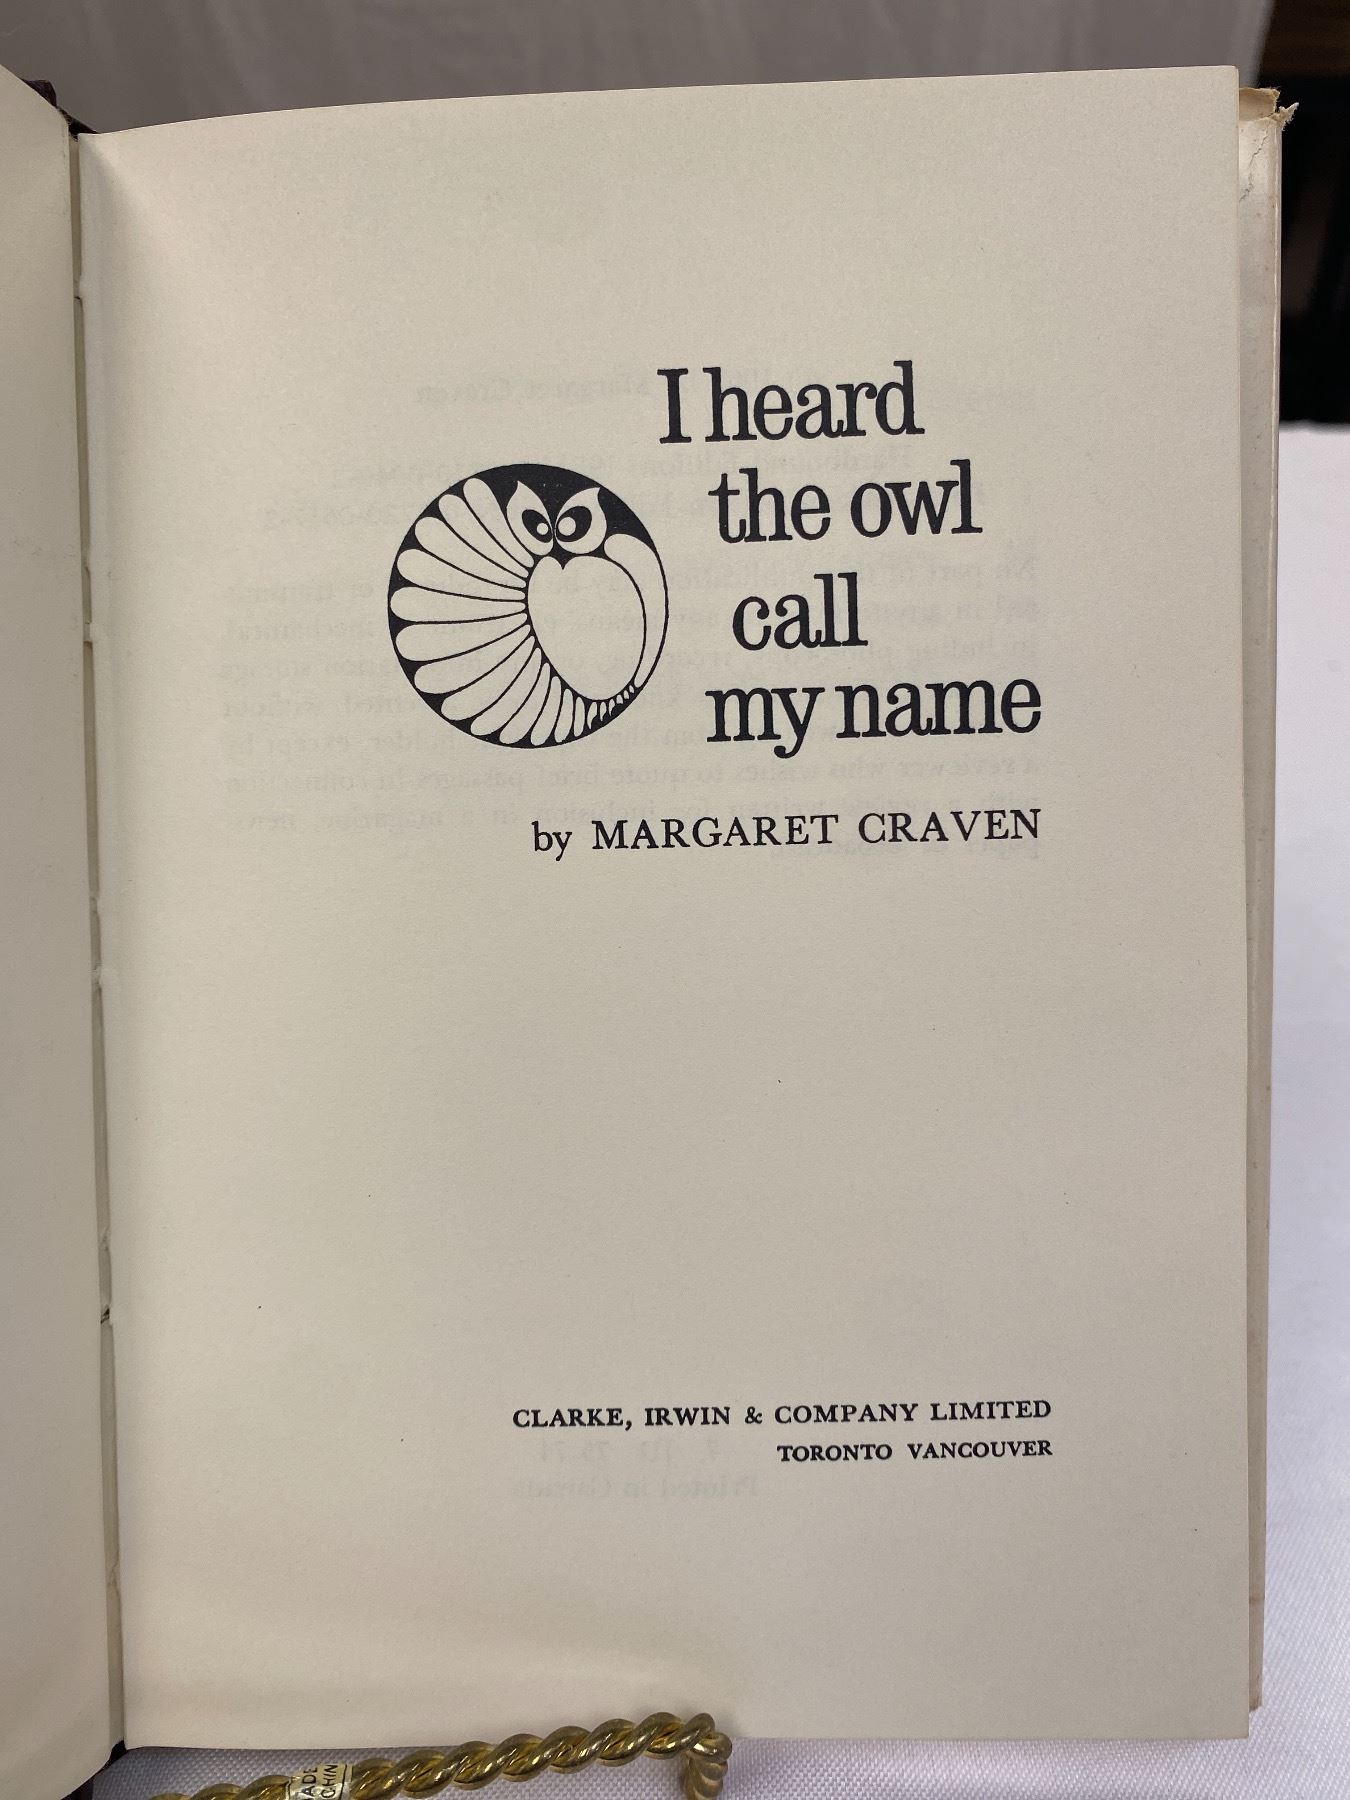 I heard
the owl
call
my name
by MARGARET CRAVEN
CLARKE, IRWIN & COMPANY LIMITED
TORONTO VANCOUVER